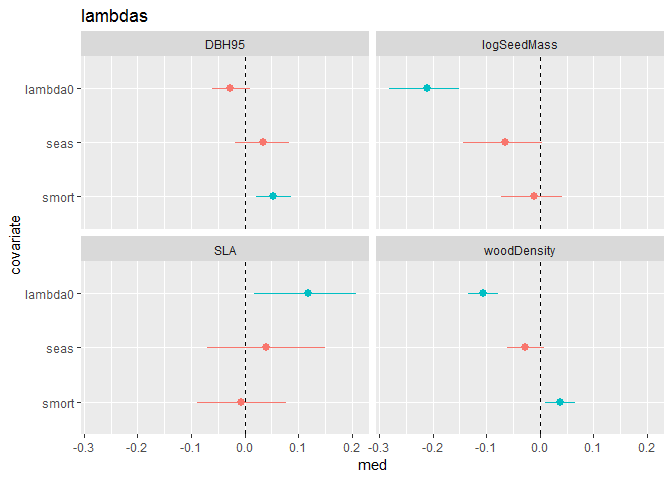 lambdas
DBH95 logSeedMass
lambda0
seas
smort
SLA woodDensity
lambda0
seas
smort
covariate
-0.3 -0.2 -0.1 0.0 0.1 0.2 -0.3 -0.2 -0.1 0.0 0.1 0.2
med